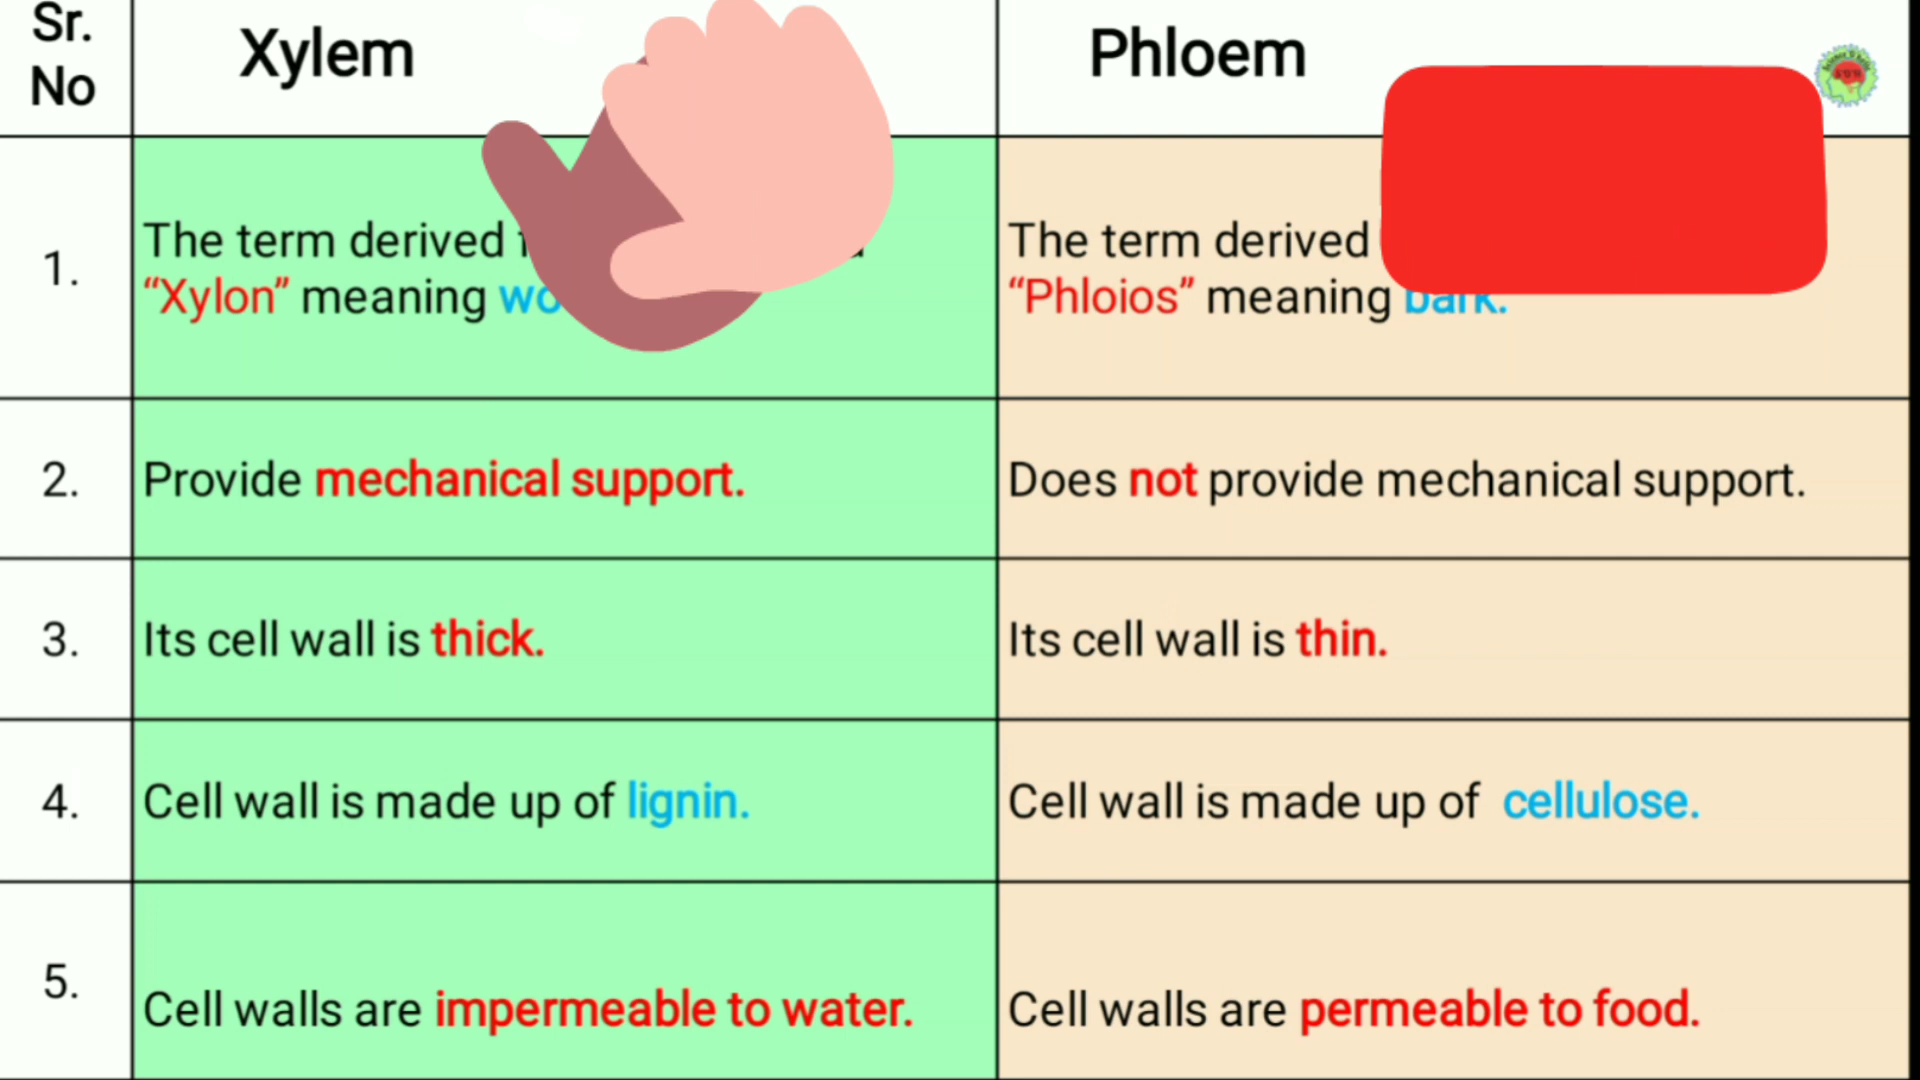 Sr.
No
Xylem
Phloem
1.
The term derived
“Xylon” meaning
The term derived
“Phloios” meaning bark.
2.
Provide mechanical support.
Does not provide mechanical support.
3.
Its cell wall is thick.
Its cell wall is thin.
4.
Cell wall is made up of lignin.
Cell wall is made up of cellulose.
5.
Cell walls are impermeable to water.
Cell walls are permeable to food.